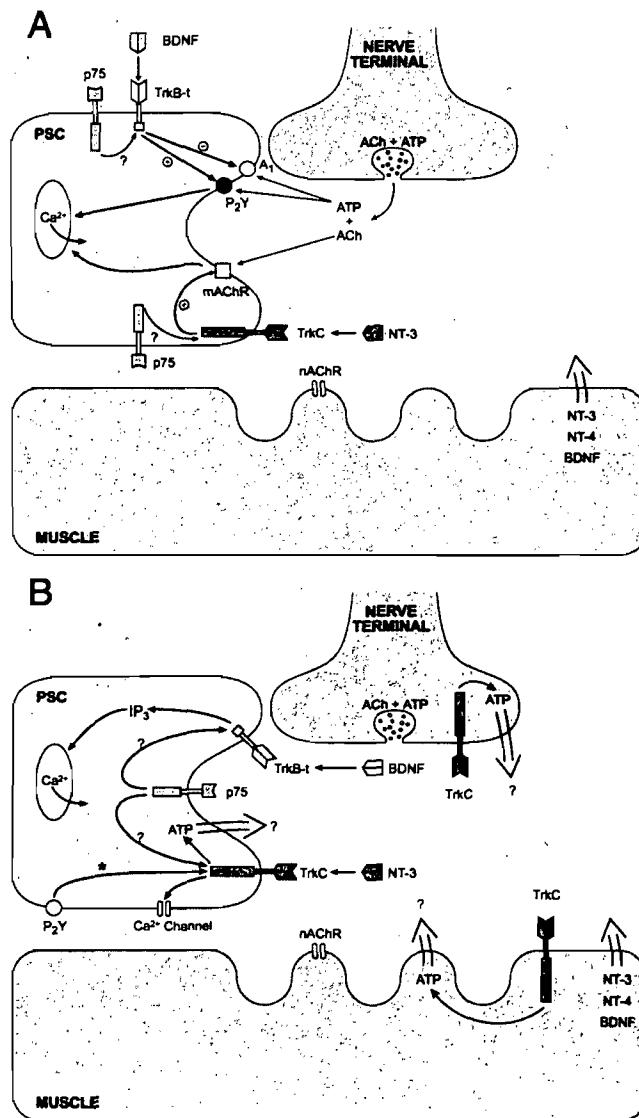 A
BDNF
p75
TrkB-t
NERVE
TERMINAL
PSC
?
ACh + ATP
⊖
⊕
A₁
P₂Y
ATP
+
ACh
Ca²⁺
mAChR
⊕
?
TrkC
NT-3
p75
nAChR
NT-3
NT-4
BDNF
MUSCLE
B
NERVE
TERMINAL
PSC
IP₃
ACh + ATP
ATP
?
Ca²⁺
TrkB-t
BDNF
p75
TrkC
?
ATP
?
?
*
TrkC
NT-3
P₂Y
Ca²⁺ Channel
?
TrkC
nAChR
ATP
NT-3
NT-4
BDNF
MUSCLE